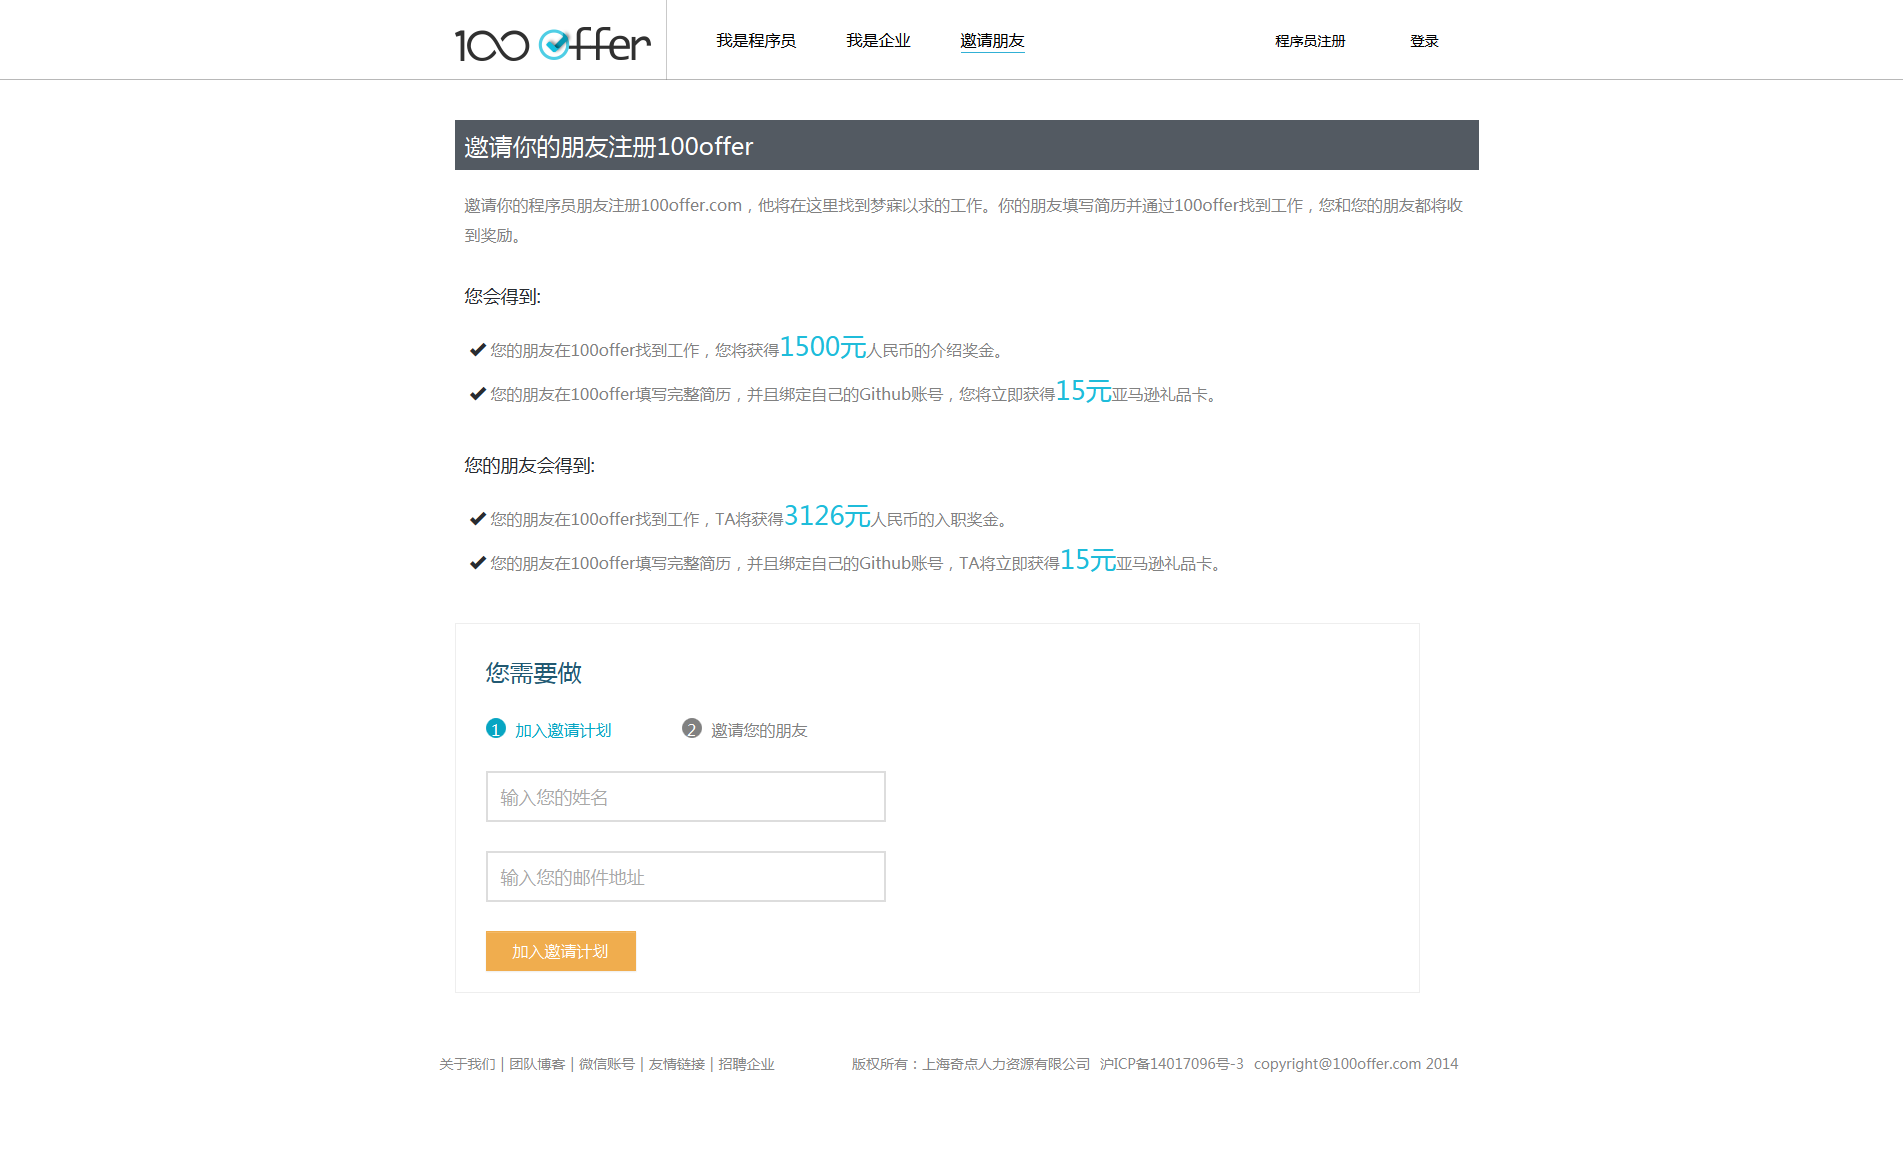 100 offer
我是程序员 我是企业 邀请朋友 程序员注册 登录
邀请你的朋友注册100offer
邀请你的程序员朋友注册100offer.com，他将在这里找到梦寐以求的工作。你的朋友填写简历并通过100offer找到工作，您和您的朋友都将收
到奖励。
您会得到:
您的朋友在100offer找到工作，您将获得1500元人民币的介绍奖金。
您的朋友在100offer填写完整简历，并且绑定自己的Github账号，您将立即获得15元亚马逊礼品卡。
您的朋友会得到:
您的朋友在100offer找到工作，TA将获得3126元人民币的入职奖金。
您的朋友在100offer填写完整简历，并且绑定自己的Github账号，TA将立即获得15元亚马逊礼品卡。
您需要做
1 加入邀请计划 2 邀请您的朋友
输入您的姓名
输入您的邮件地址
加入邀请计划
关于我们 | 团队博客 | 微信账号 | 友情链接 | 招聘企业 版权所有：上海奇点人力资源有限公司 沪ICP备14017096号-3 copyright@100offer.com 2014